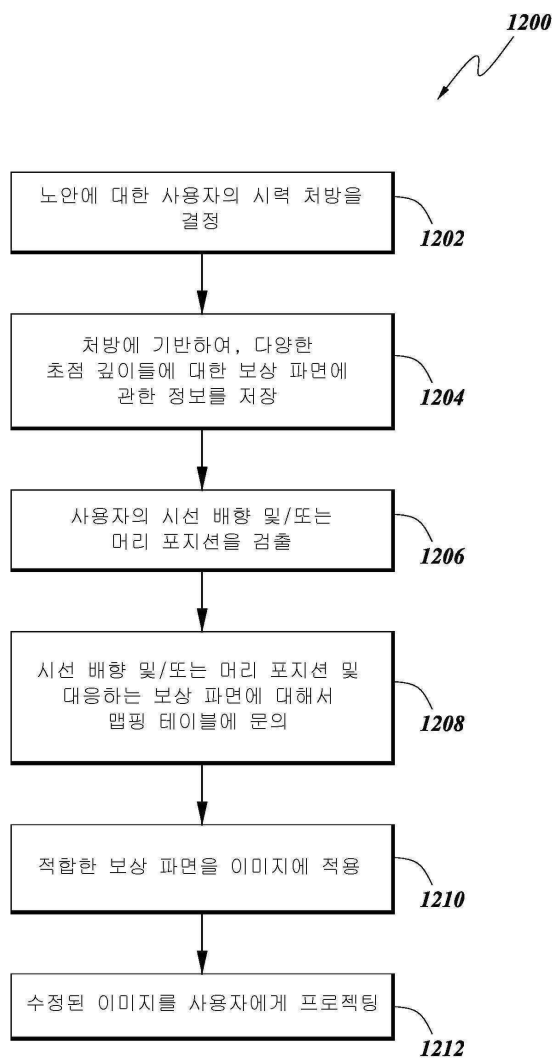 1200
노안에 대한 사용자의 시력 처방을
결정
1202
처방에 기반하여, 다양한
초점 깊이들에 대한 보상 파면에
관한 정보를 저장
1204
사용자의 시선 배향 및/또는
머리 포지션을 검출
1206
시선 배향 및/또는 머리 포지션 및
대응하는 보상 파면에 대해서
맵핑 테이블에 문의
1208
적합한 보상 파면을 이미지에 적용
1210
수정된 이미지를 사용자에게 프로젝팅
1212